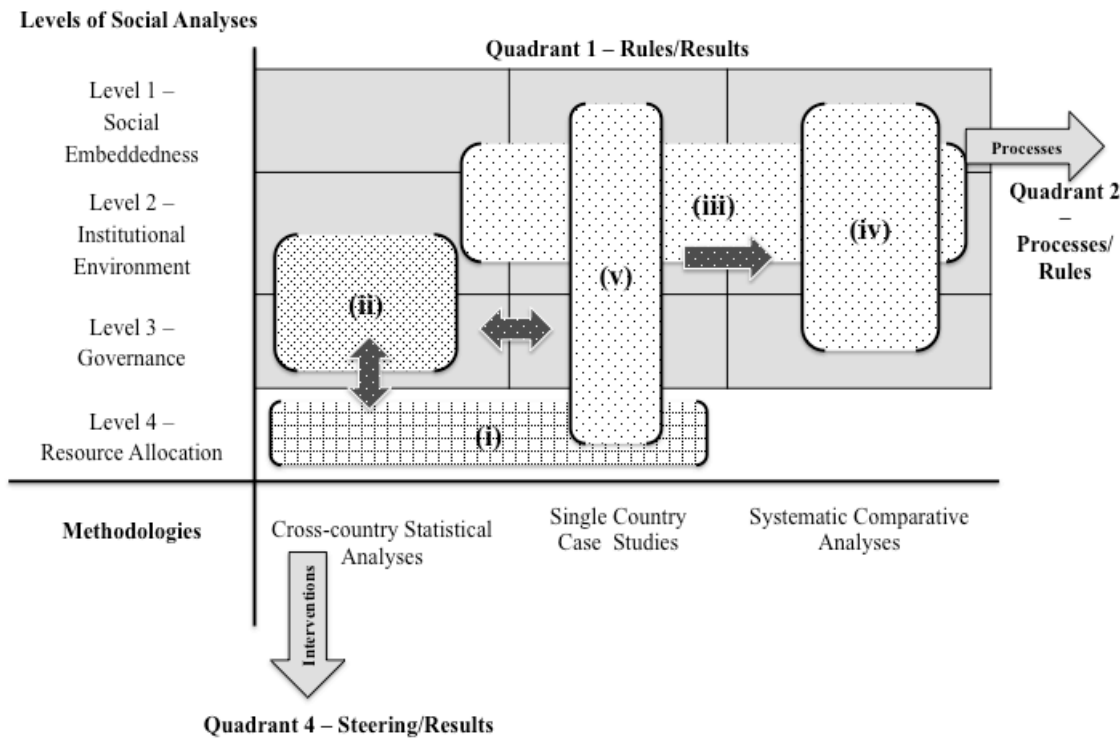 Levels of Social Analyses
Quadrant 1 – Rules/Results
Level 1 –
Social
Embeddedness
Processes
Level 2 –
Institutional
Environment
Quadrant 2
–
Processes/
Rules
(iii)
(iv)
(v)
(ii)
Level 3 –
Governance
Level 4 –
Resource Allocation
(i)
Methodologies
Cross-country Statistical
Analyses
Single Country
Case Studies
Systematic Comparative
Analyses
Interventions
Quadrant 4 – Steering/Results